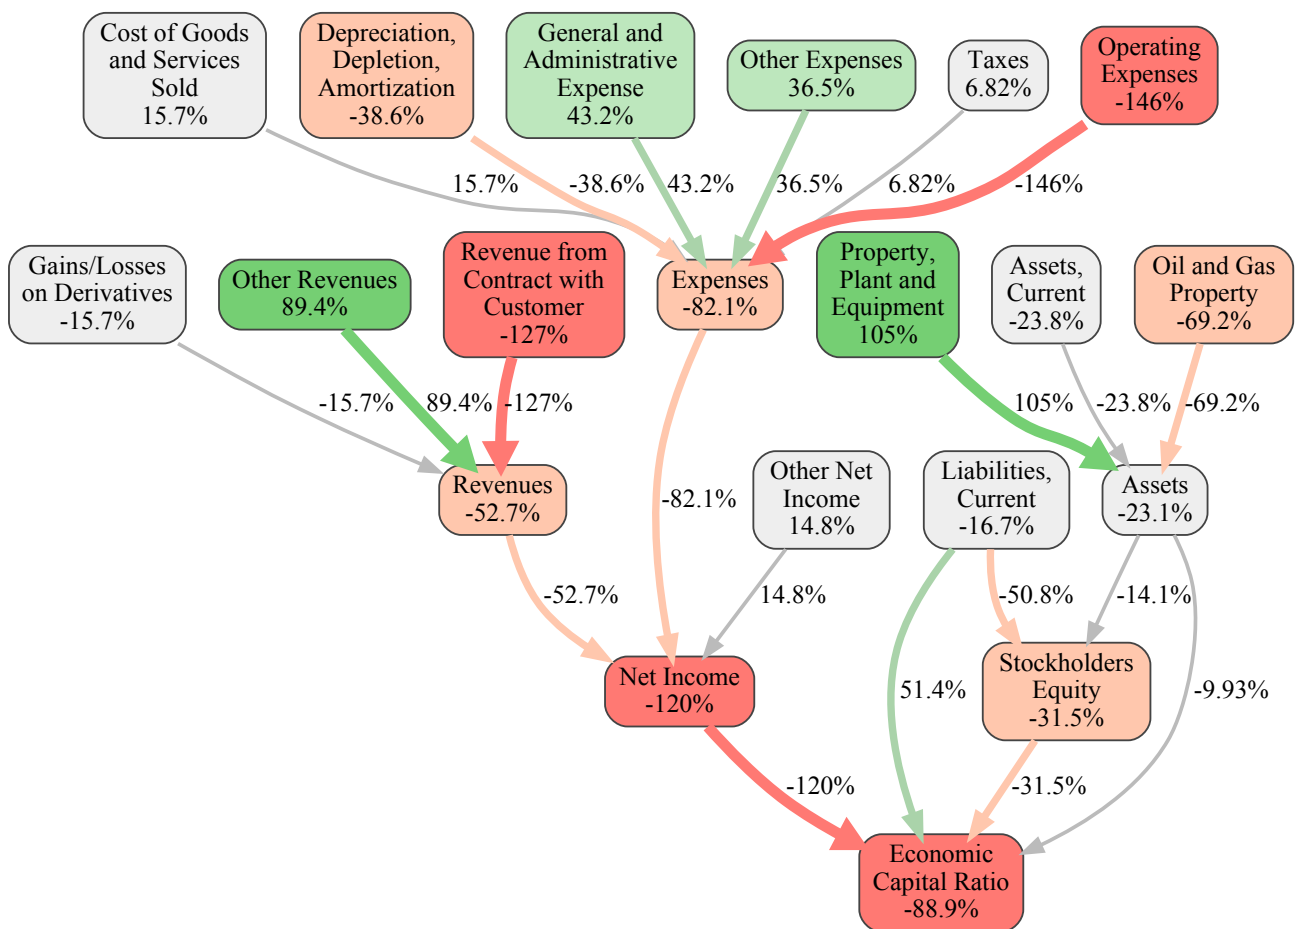 Cost of Goods
and Services
Sold
15.7%
Depreciation,
Depletion,
Amortization
-38.6%
General and
Administrative
Expense
43.2%
Other Expenses
36.5%
Taxes
6.82%
Operating
Expenses
-146%
15.7%
-38.6%
43.2%
36.5%
6.82%
-146%
Gains/Losses
on Derivatives
-15.7%
Other Revenues
89.4%
Revenue from
Contract with
Customer
-127%
Expenses
-82.1%
Property,
Plant and
Equipment
105%
Assets,
Current
-23.8%
Oil and Gas
Property
-69.2%
-15.7%
89.4%
-127%
105%
-23.8%
-69.2%
Revenues
-52.7%
-82.1%
Other Net
Income
14.8%
Liabilities,
Current
-16.7%
Assets
-23.1%
-52.7%
14.8%
-50.8%
-14.1%
Net Income
-120%
51.4%
Stockholders
Equity
-31.5%
-9.93%
-120%
-31.5%
Economic
Capital Ratio
-88.9%